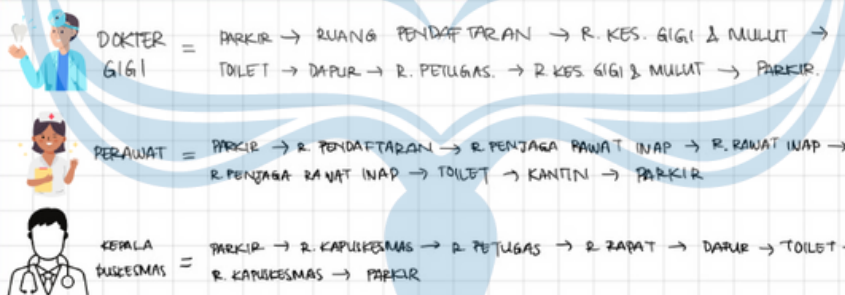 DOKTER GIGI = PARKIR → RUANG PENDAFTARAN → R. KES. GIGI & MULUT →
TOILET → DAPUR → R. PETUGAS. → R. KES. GIGI & MULUT → PARKIR.
PERAWAT = PARKIR → R. PENDAFTARAN → R. PENJAGA RAWAT INAP → R. RAWAT INAP →
R. PENJAGA RAWAT INAP → TOILET → KANTIN → PARKIR
KEPALA PUSKESMAS = PARKIR → R. KAPUSKESMAS → R. PETUGAS → R RAPAT → DAPUR → TOILET -
R. KAPUSKESMAS → PARKIR